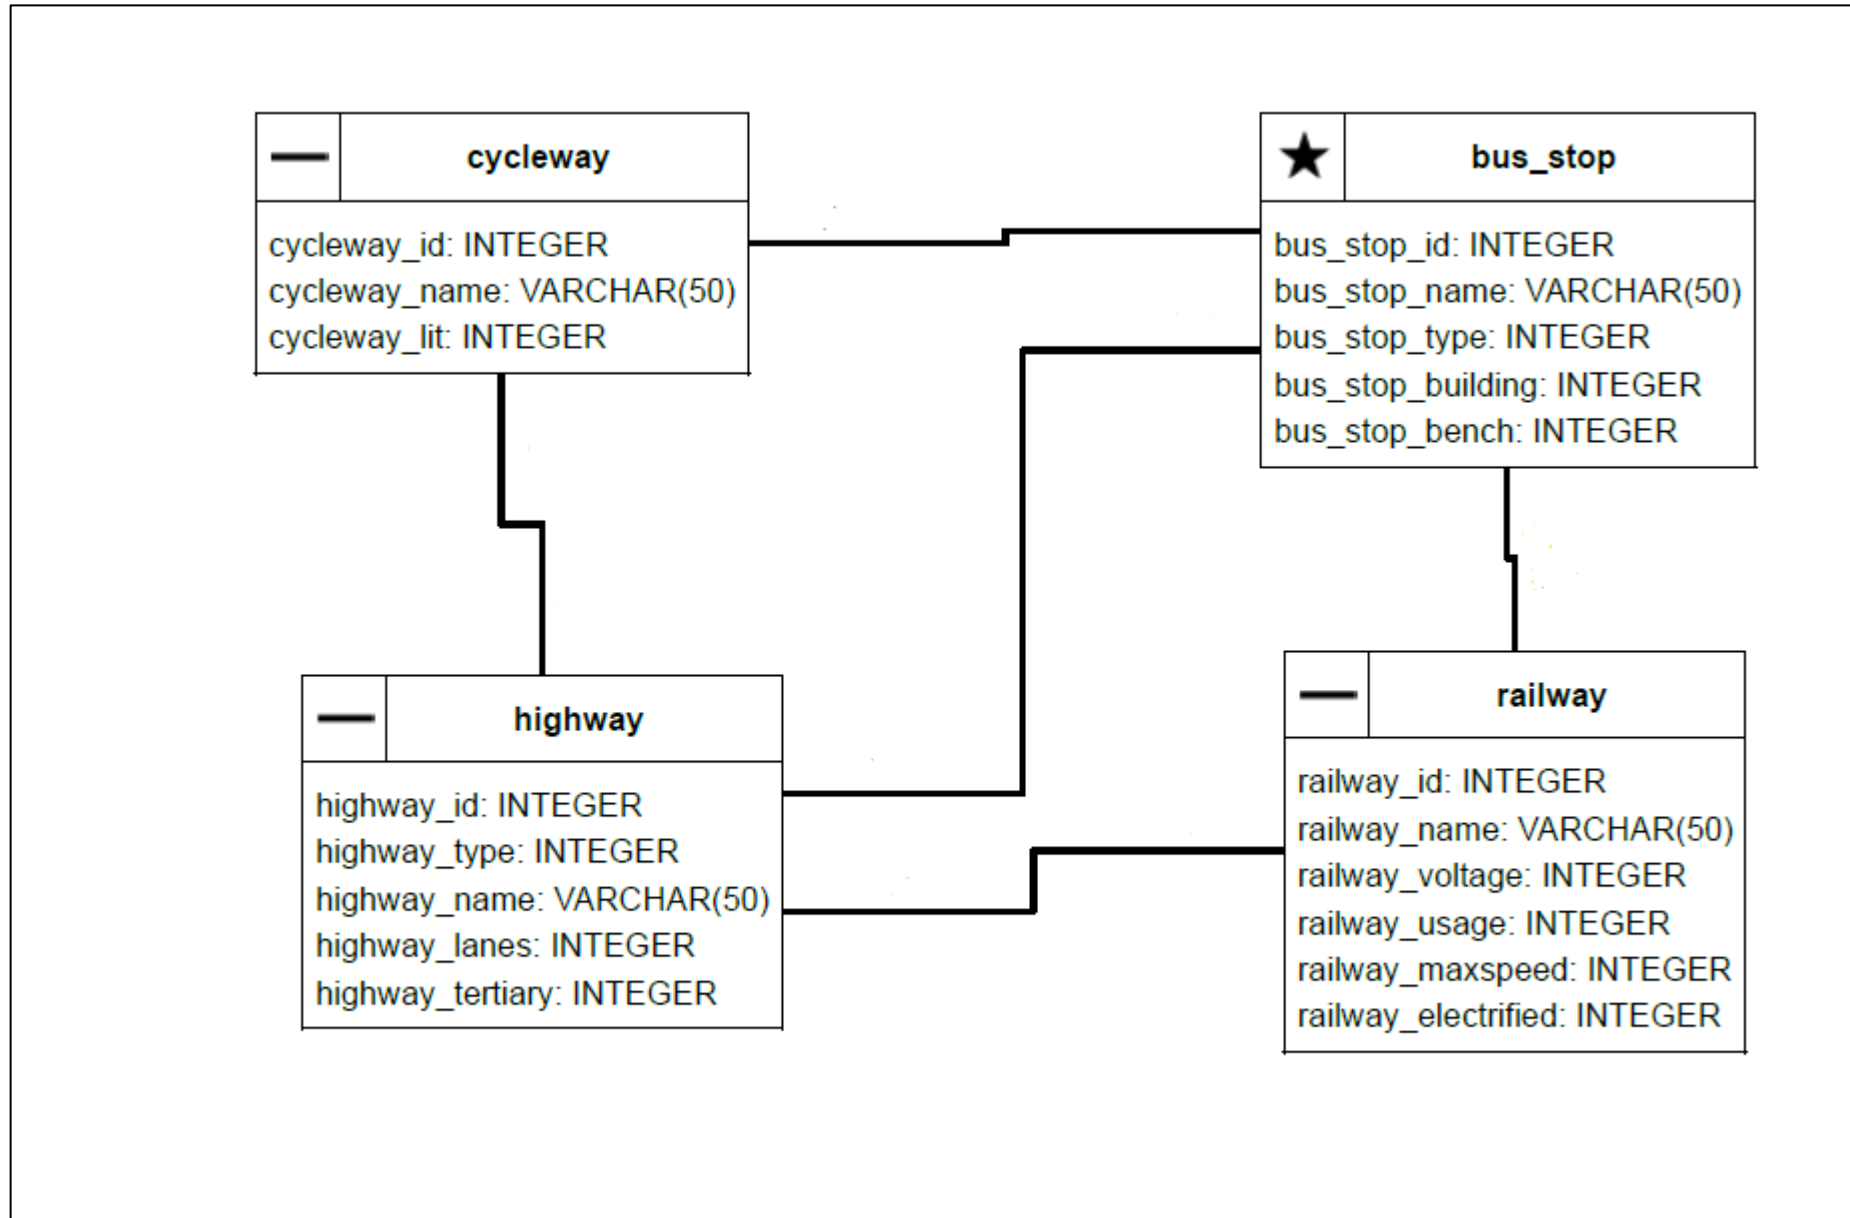 cycleway
cycleway_id: INTEGER
cycleway_name: VARCHAR(50)
cycleway_lit: INTEGER
bus_stop
bus_stop_id: INTEGER
bus_stop_name: VARCHAR(50)
bus_stop_type: INTEGER
bus_stop_building: INTEGER
bus_stop_bench: INTEGER
highway
highway_id: INTEGER
highway_type: INTEGER
highway_name: VARCHAR(50)
highway_lanes: INTEGER
highway_tertiary: INTEGER
railway
railway_id: INTEGER
railway_name: VARCHAR(50)
railway_voltage: INTEGER
railway_usage: INTEGER
railway_maxspeed: INTEGER
railway_electrified: INTEGER